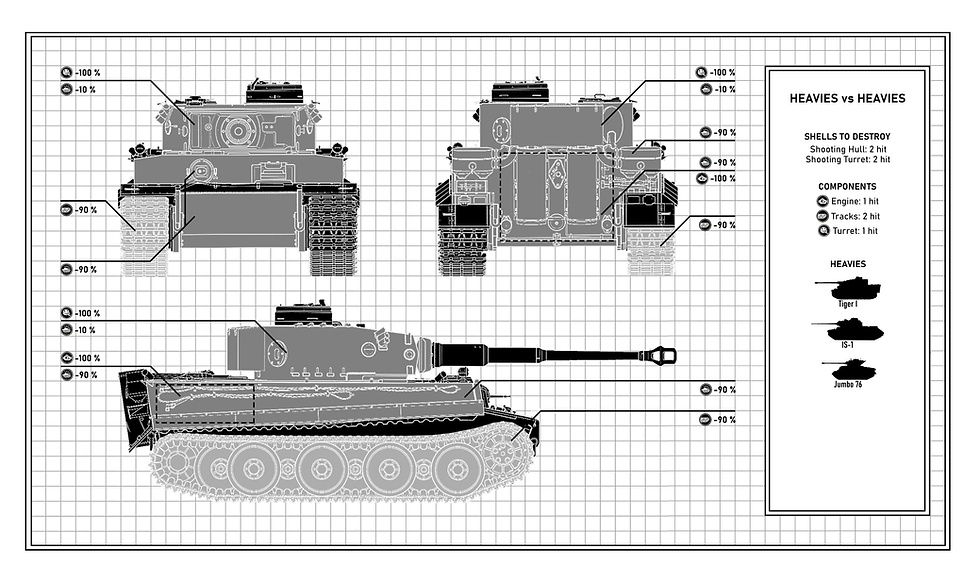 -100 %
-10 %
-90 %
-90 %
-100 %
-10 %
-90 %
-90 %
-100 %
-90 %
-100 %
-10 %
-100 %
-90 %
-90 %
-90 %
HEAVIES vs HEAVIES
SHELLS TO DESTROY
Shooting Hull: 2 hit
Shooting Turret: 2 hit
COMPONENTS
Engine: 1 hit
Tracks: 2 hit
Turret: 1 hit
HEAVIES
Tiger I
IS-1
Jumbo 76